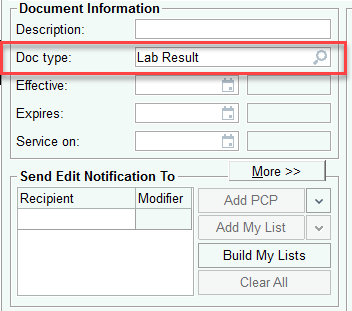 Document Information
Description:
Doc type: Lab Result
Effective:
Expires:
Service on:
More >>
Send Edit Notification To
Recipient Modifier
Add PCP
Add My List
Build My Lists
Clear All